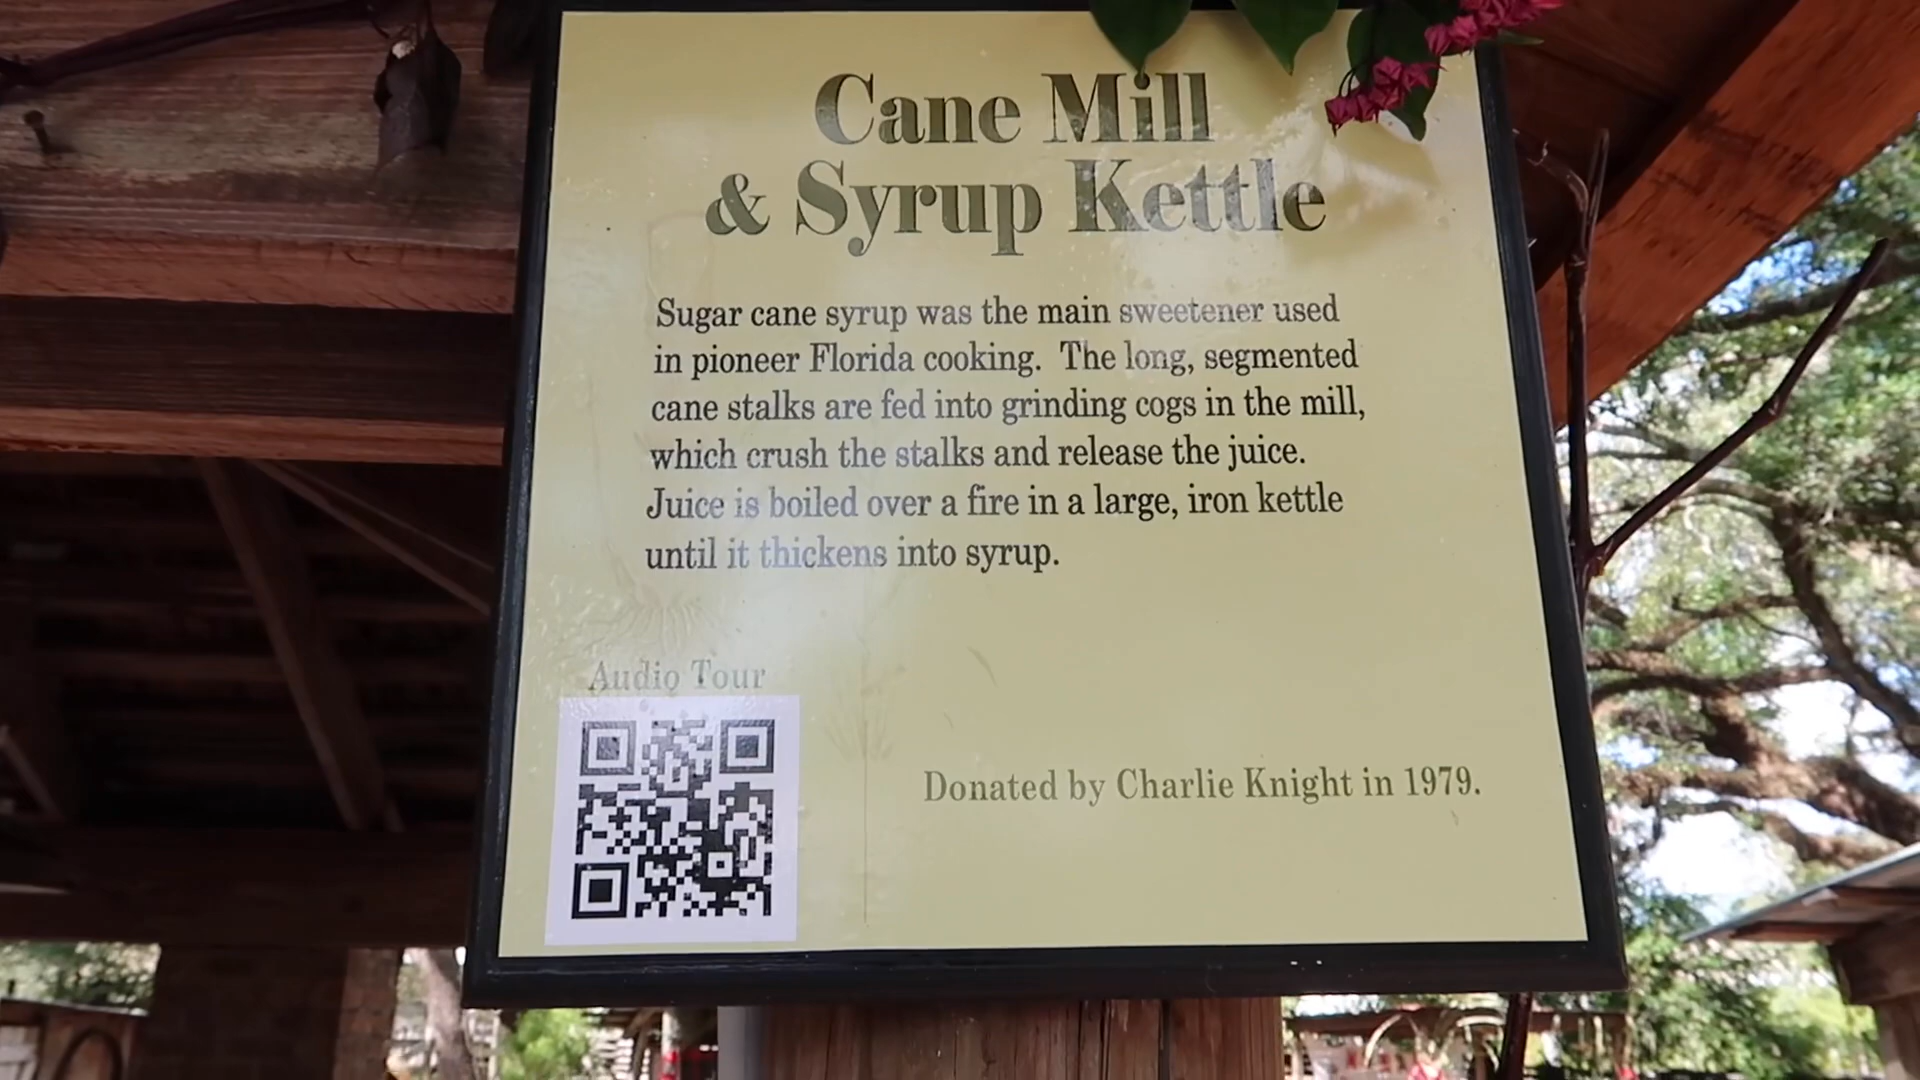 Cane Mill
& Syrup Kettle
Sugar cane syrup was the main sweetener used
in pioneer Florida cooking. The long, segmented
cane stalks are fed into grinding cogs in the mill,
which crush the stalks and release the juice.
Juice is boiled over a fire in a large, iron kettle
until it thickens into syrup.
Audio Tour
Donated by Charlie Knight in 1979.